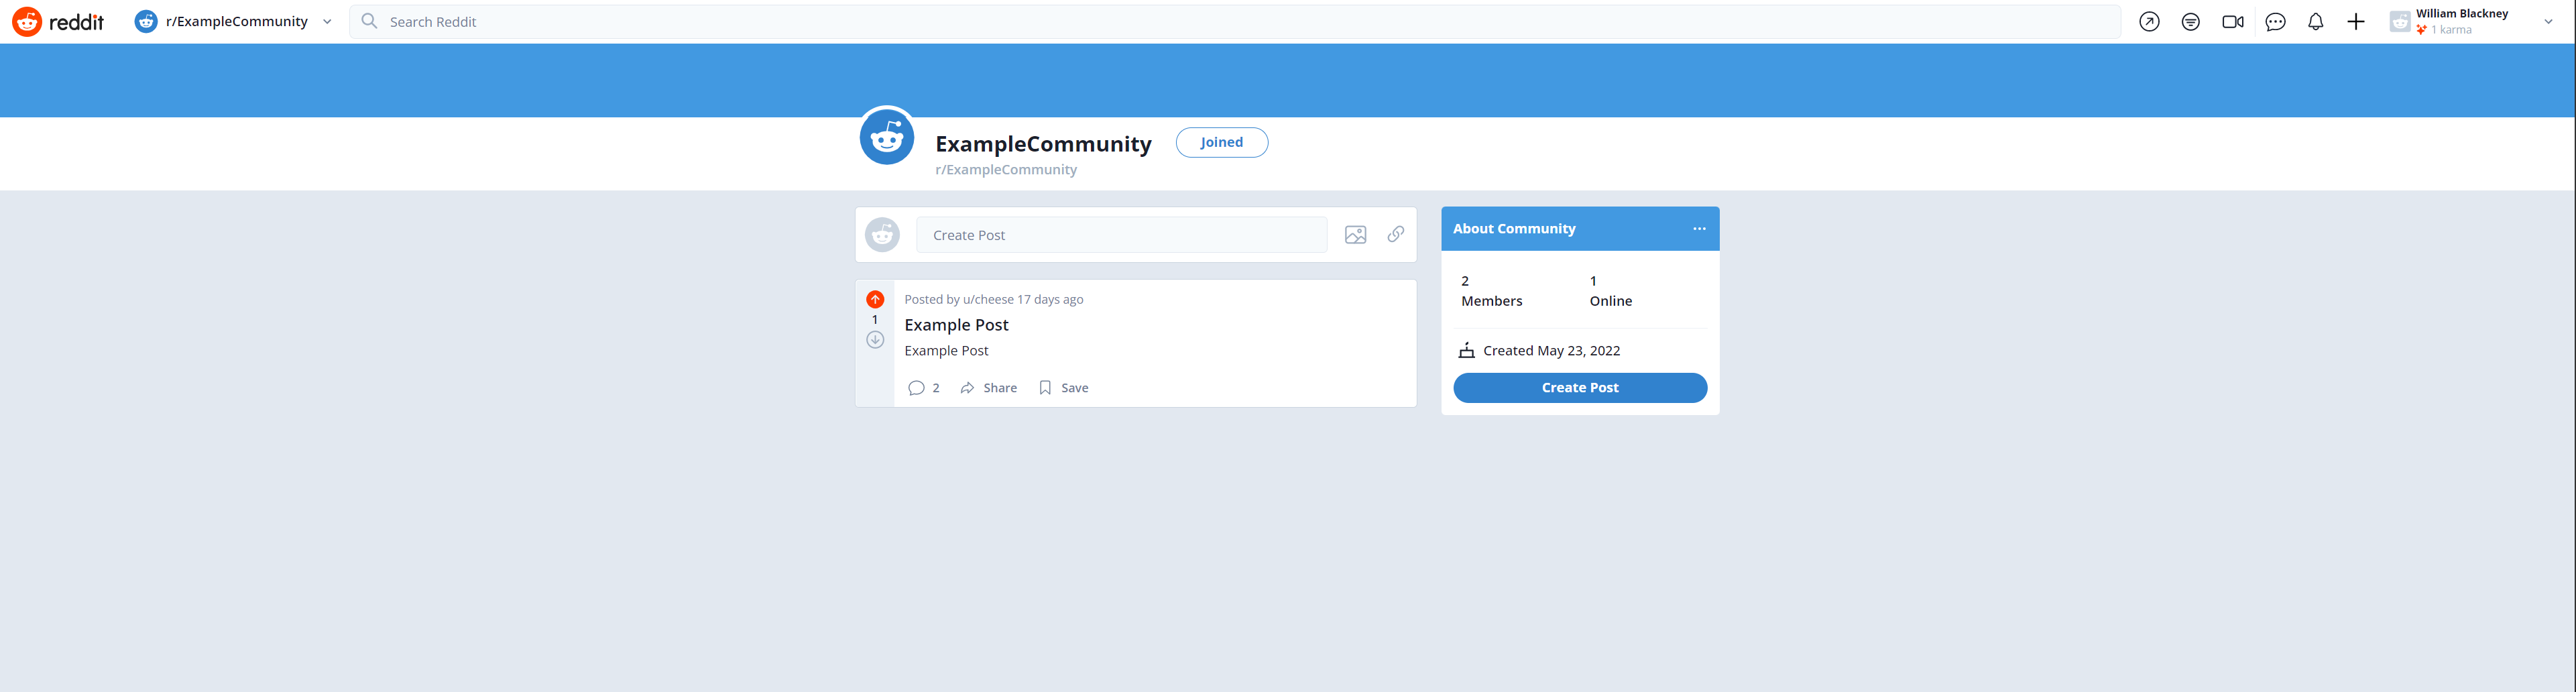 reddit
r/ExampleCommunity
Search Reddit
William Blackney
1 karma
ExampleCommunity
Joined
r/ExampleCommunity
Create Post
About Community
2
Members
1
Online
Posted by u/cheese 17 days ago
1
Example Post
Example Post
2 Share Save
Created May 23, 2022
Create Post